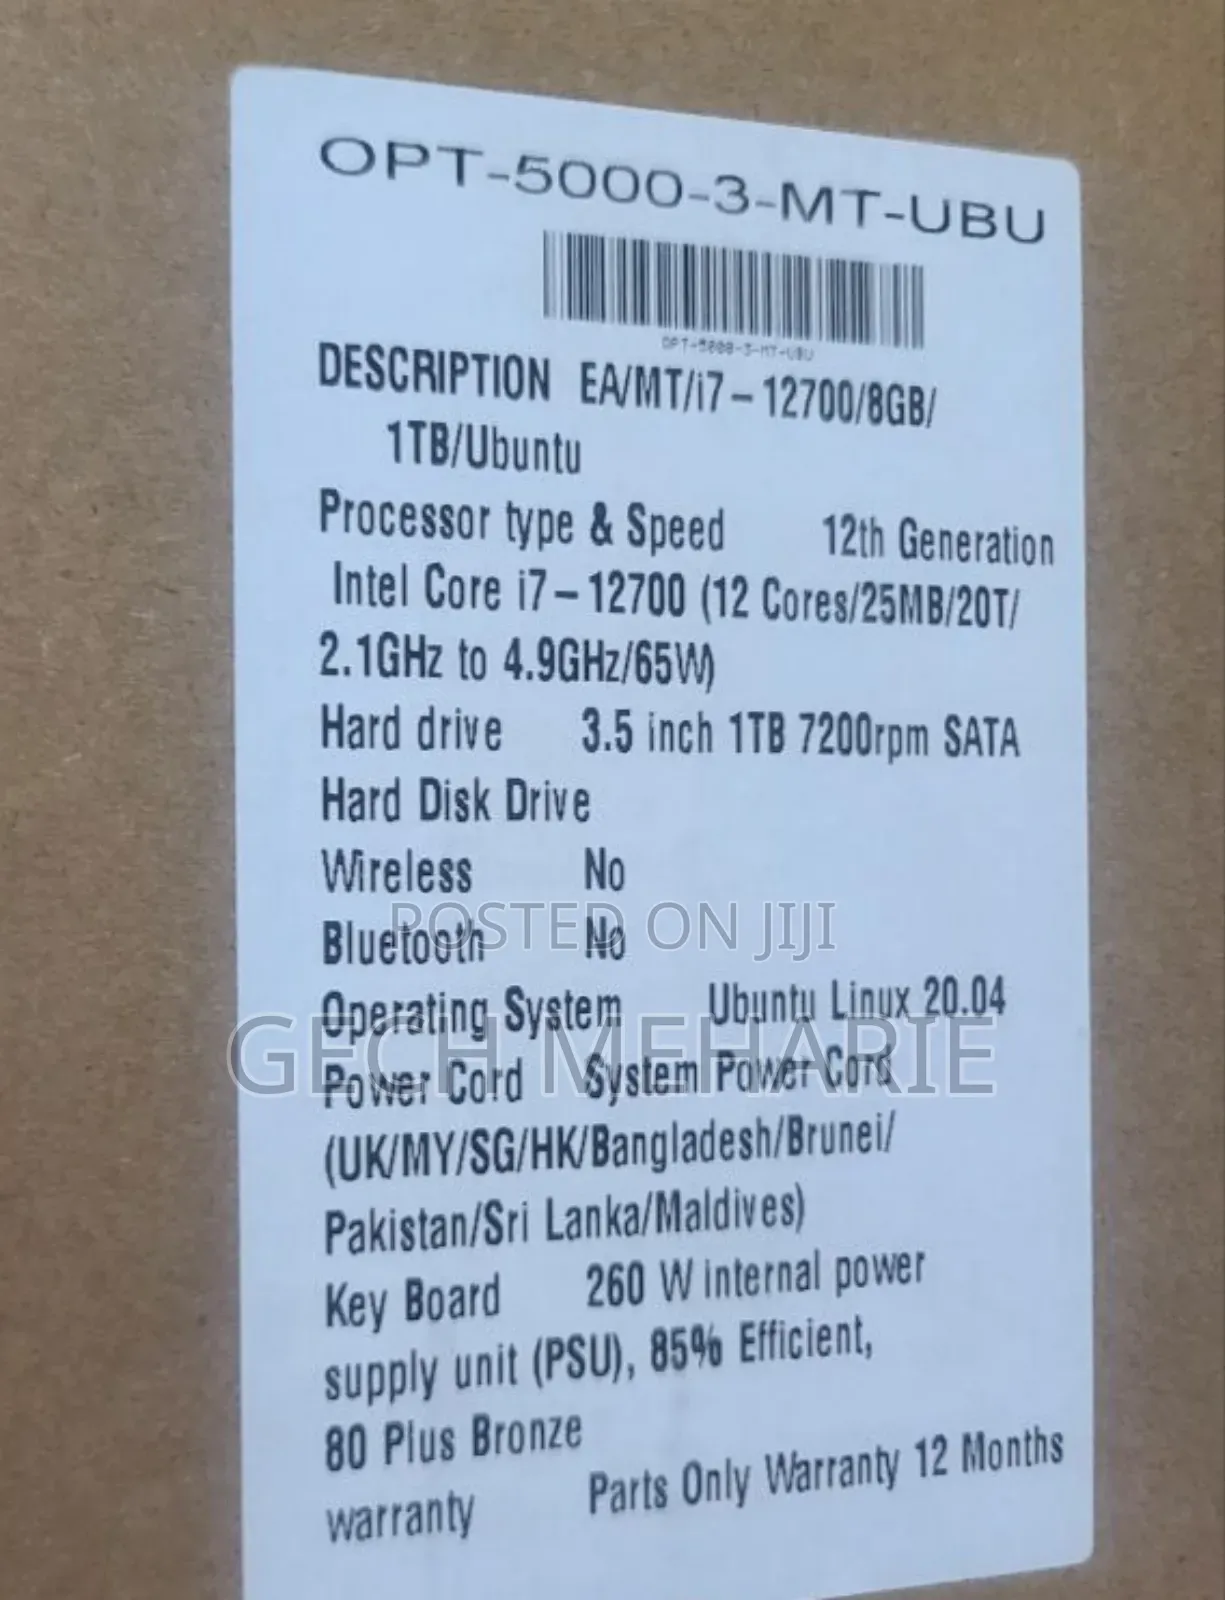 OPT-5000-3-MT-UBU
OPT-5000-3-MT-UBU
DESCRIPTION EA/MT/i7-12700/8GB/
1TB/Ubuntu
Processor type & Speed 12th Generation
Intel Core i7-12700 (12 Cores/25MB/20T/
2.1GHz to 4.9GHz/65W)
Hard drive 3.5 inch 1TB 7200rpm SATA
Hard Disk Drive
Wireless No
POSTED ON JIJI
Bluetooth No
Operating System Ubuntu Linux 20.04
GECH MEHARIE
Power Cord System Power Cord
(UK/MY/SG/HK/Bangladesh/Brunei/
Pakistan/Sri Lanka/Maldives)
Key Board 260 W internal power
supply unit (PSU), 85% Efficient,
80 Plus Bronze
warranty Parts Only Warranty 12 Months